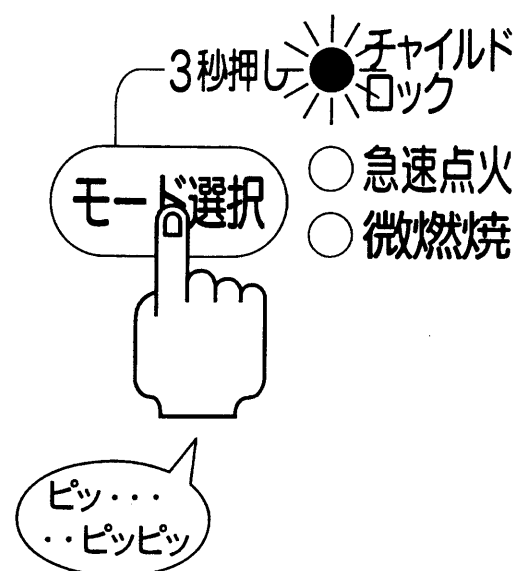 3秒押し
チャイルド
ロック
モード選択
急速点火
微燃焼
ピッ・・・
・・ピッピッ